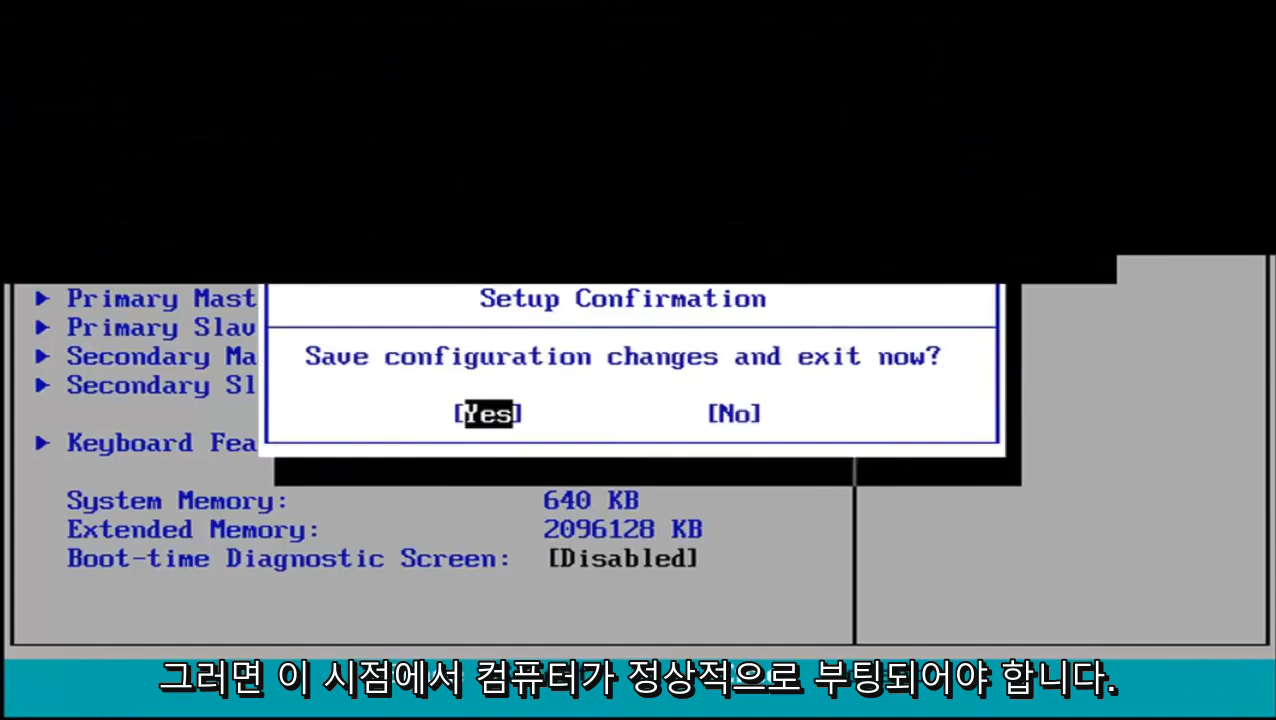 Setup Confirmation
Save configuration changes and exit now?
[Yes] [No]
▶ Primary Mast
▶ Primary Slav
▶ Secondary Ma
▶ Secondary Sl
▶ Keyboard Fea
System Memory: 640 KB
Extended Memory: 2096128 KB
Boot-time Diagnostic Screen: [Disabled]
그러면 이 시점에서 컴퓨터가 정상적으로 부팅되어야 합니다.